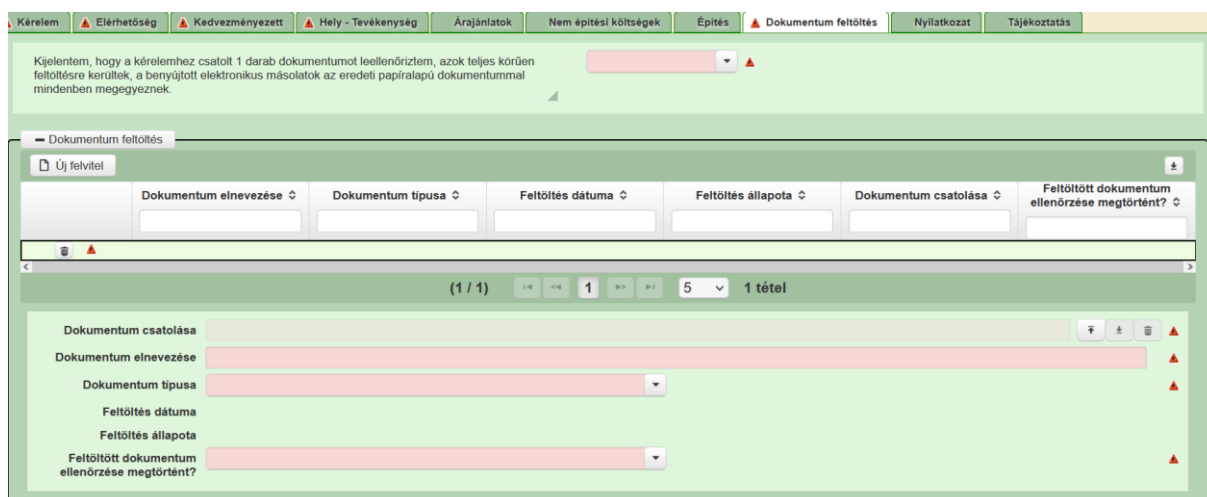 Kérelem Elérhetőség Kedvezményezett Hely - Tevékenység Árajánlatok Nem építési költségek Építés Dokumentum feltöltés Nyilatkozat Tájékoztatás
Kijelentem, hogy a kérelemhez csatolt 1 darab dokumentumot leellenőriztem, azok teljes körűen
feltöltésre kerültek, a benyújtott elektronikus másolatok az eredeti papíralapú dokumentummal
mindenben megegyeznek.
Dokumentum feltöltés
Új felvitel
Dokumentum elnevezése Dokumentum típusa Feltöltés dátuma Feltöltés állapota Dokumentum csatolása Feltöltött dokumentum
ellenőrzése megtörtént?
(1 / 1) 1 5 1 tétel
Dokumentum csatolása
Dokumentum elnevezése
Dokumentum típusa
Feltöltés dátuma
Feltöltés állapota
Feltöltött dokumentum
ellenőrzése megtörtént?